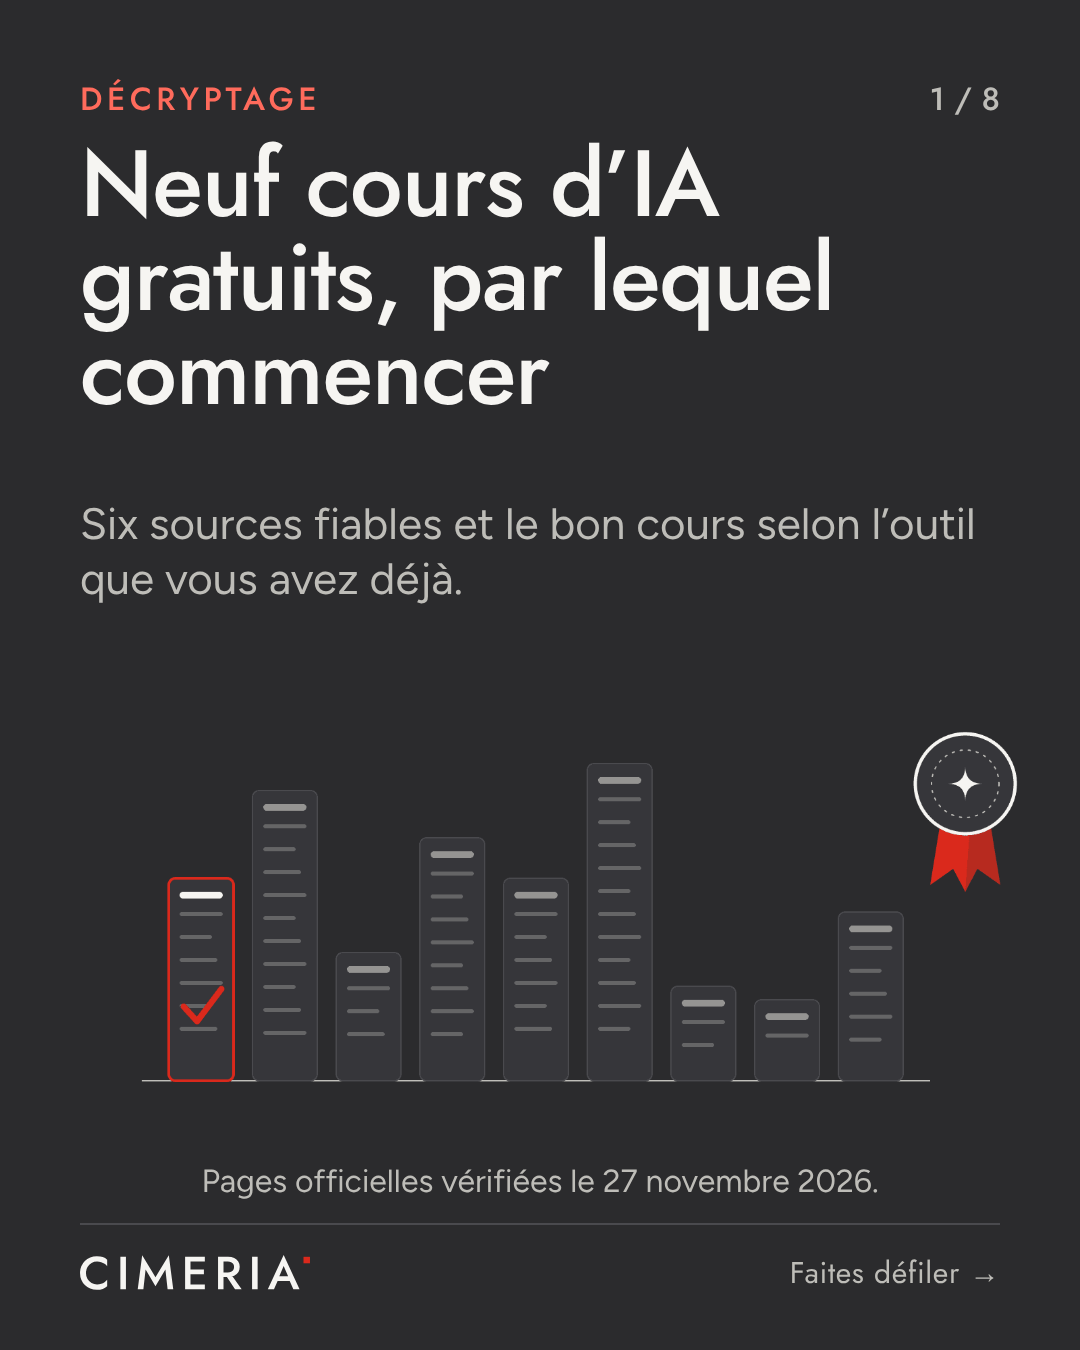 DÉCRYPTAGE
1 / 8
Neuf cours d’IA
gratuits, par lequel
commencer
Six sources fiables et le bon cours selon l’outil
que vous avez déjà.
Pages officielles vérifiées le 27 novembre 2026.
CIMERIA
Faites défiler →